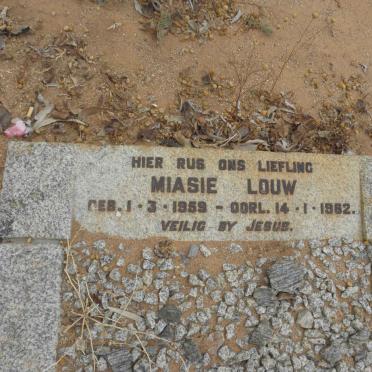 HIER RUS ONS LIEFLING
MIASIE LOUW
GEB. 1 · 3 · 1959 - OORL. 14 · 1 · 1962.
VEILIG BY JESUS.